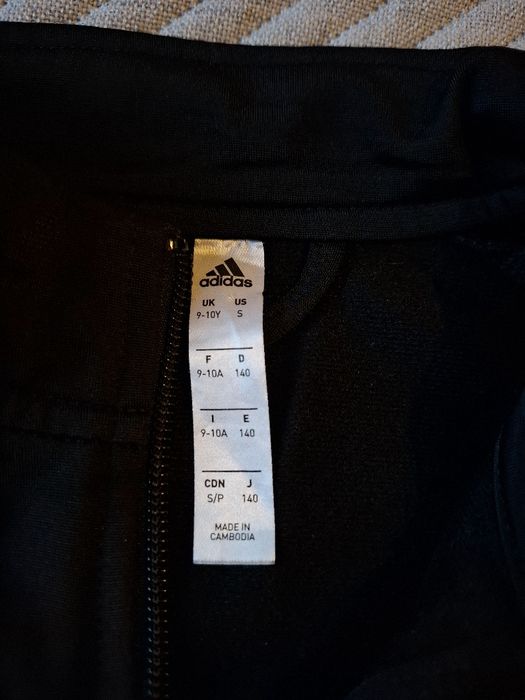 adidas
UK US
9-10Y S
F D
9-10A 140
I E
9-10A 140
CDN J
S/P 140
MADE IN
CAMBODIA